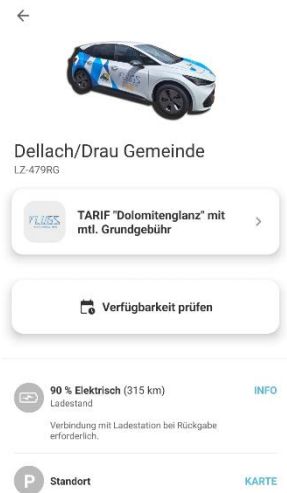 Dellach/Drau Gemeinde
LZ-479RG
TARIF "Dolomitenglanz" mit
mtl. Grundgebühr
Verfügbarkeit prüfen
90 % Elektrisch (315 km)
INFO
Ladestand
Verbindung mit Ladestation bei Rückgabe
erforderlich.
P
Standort
KARTE